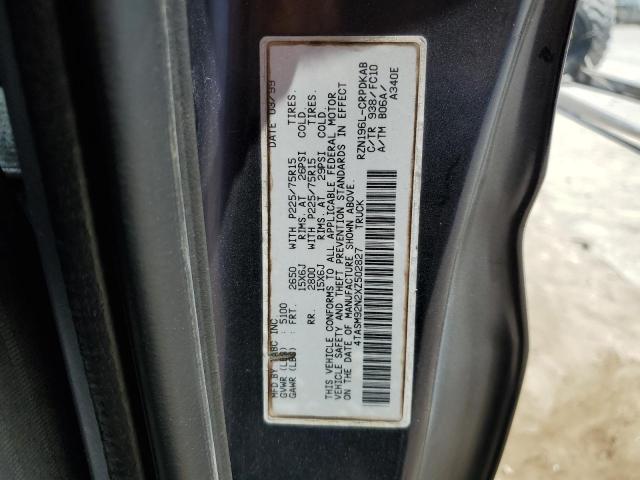 MFD BY ABC INC DATE 09/99
GVWR (LBS) : 5100
GAWR (LBS) : FRT. 2650 WITH P225/75R15 TIRES.
15X6J RIMS. AT 26PSI COLD.
RR. 2800 WITH P225/75R15 TIRES.
15X6J RIMS. AT 29PSI COLD.
THIS VEHICLE CONFORMS TO ALL APPLICABLE FEDERAL MOTOR
VEHICLE SAFETY AND THEFT PREVENTION STANDARDS IN EFFECT
ON THE DATE OF MANUFACTURE SHOWN ABOVE.
4TASM92N2XZ502827 TRUCK
RZN196L-CRPDKAB
C/TR 938/FC10
A/TM B06A/
A340E